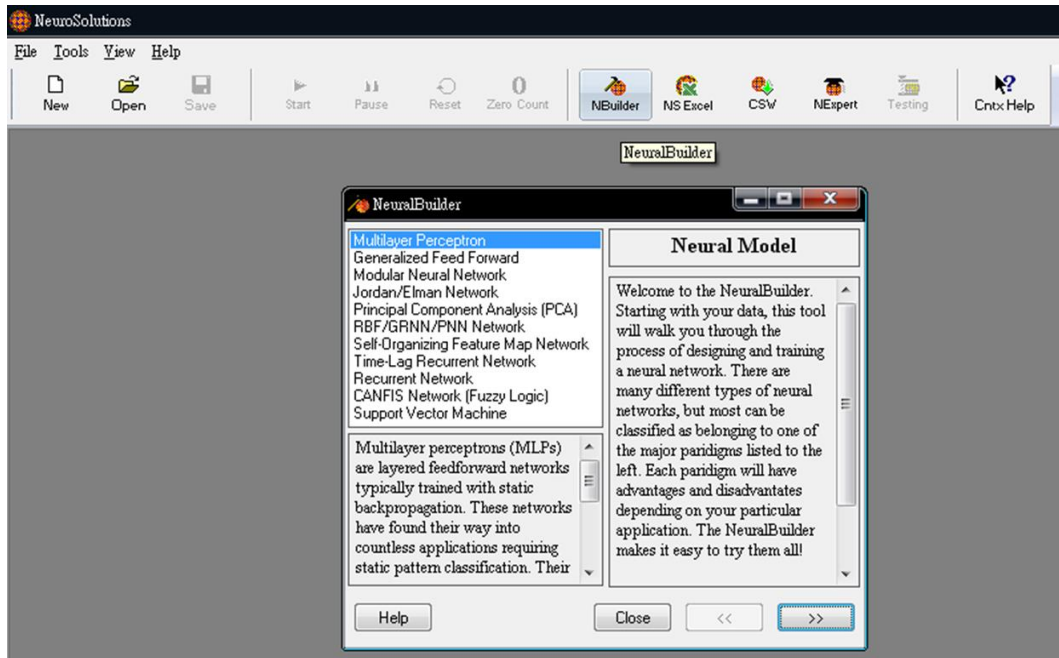 NeuroSolutions
File Tools View Help
New Open Save Start Pause Reset Zero Count NBuilder NS Excel CSW NExpert Testing Cntx Help
NeuralBuilder
NeuralBuilder
Multilayer Perceptron
Generalized Feed Forward
Modular Neural Network
Jordan/Elman Network
Principal Component Analysis (PCA)
RBF/GRNN/PNN Network
Self-Organizing Feature Map Network
Time-Lag Recurrent Network
Recurrent Network
CANFIS Network (Fuzzy Logic)
Support Vector Machine
Multilayer perceptrons (MLPs)
are layered feedforward networks
typically trained with static
backpropagation. These networks
have found their way into
countless applications requiring
static pattern classification. Their
Neural Model
Welcome to the NeuralBuilder.
Starting with your data, this tool
will walk you through the
process of designing and training
a neural network. There are
many different types of neural
networks, but most can be
classified as belonging to one of
the major paridigms listed to the
left. Each paridigm will have
advantages and disadvantates
depending on your particular
application. The NeuralBuilder
makes it easy to try them all!
Help Close << >>